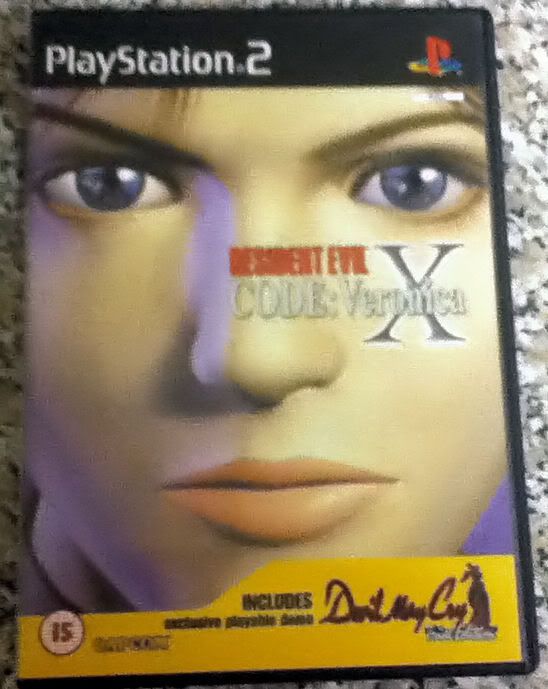 PlayStation.2
RESIDENT EVIL
CODE: Veronica X
INCLUDES
exclusive playable demo
Devil May Cry
15
CAPCOM